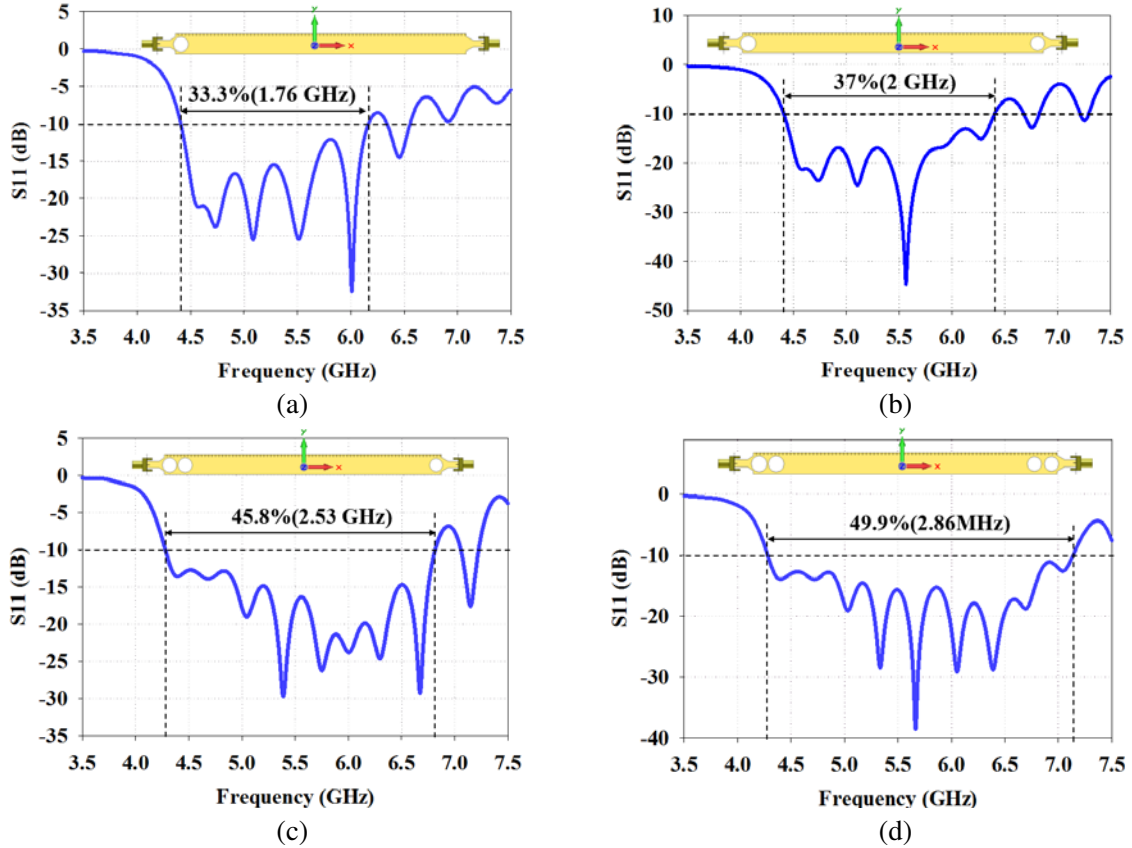 33.3%(1.76 GHz)
5
0
-5
-10
-15
-20
-25
-30
-35
S11 (dB)
3.5 4.0 4.5 5.0 5.5 6.0 6.5 7.0 7.5
Frequency (GHz)
Y
x
(a)
37%(2 GHz)
10
0
-10
-20
-30
-40
-50
S11 (dB)
3.5 4.0 4.5 5.0 5.5 6.0 6.5 7.0 7.5
Frequency (GHz)
Y
x
(b)
45.8%(2.53 GHz)
5
0
-5
-10
-15
-20
-25
-30
-35
S11 (dB)
3.5 4.0 4.5 5.0 5.5 6.0 6.5 7.0 7.5
Frequency (GHz)
Y
x
(c)
49.9%(2.86MHz)
0
-10
-20
-30
-40
S11 (dB)
3.5 4.0 4.5 5.0 5.5 6.0 6.5 7.0 7.5
Frequency (GHz)
Y
x
(d)